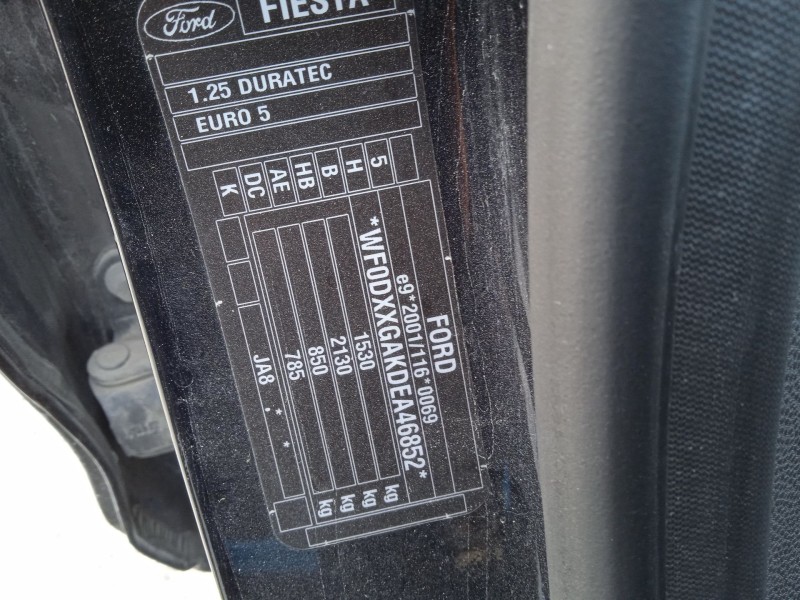 Ford
FIESTA
1.25 DURATEC
EURO 5
K DC AE HB B H 5
FORD
e9*2001/116*0069
*WF0DXXGAKDEA46852*
1530 kg
2130 kg
850 kg
785 kg
JA8 , * *